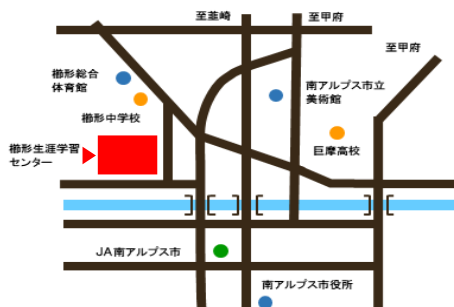 至韮崎
至甲府
至甲府
櫛形総合
体育館
南アルプス市立
美術館
櫛形中学校
櫛形生涯学習
センター
巨摩高校
JA南アルプス市
南アルプス市役所